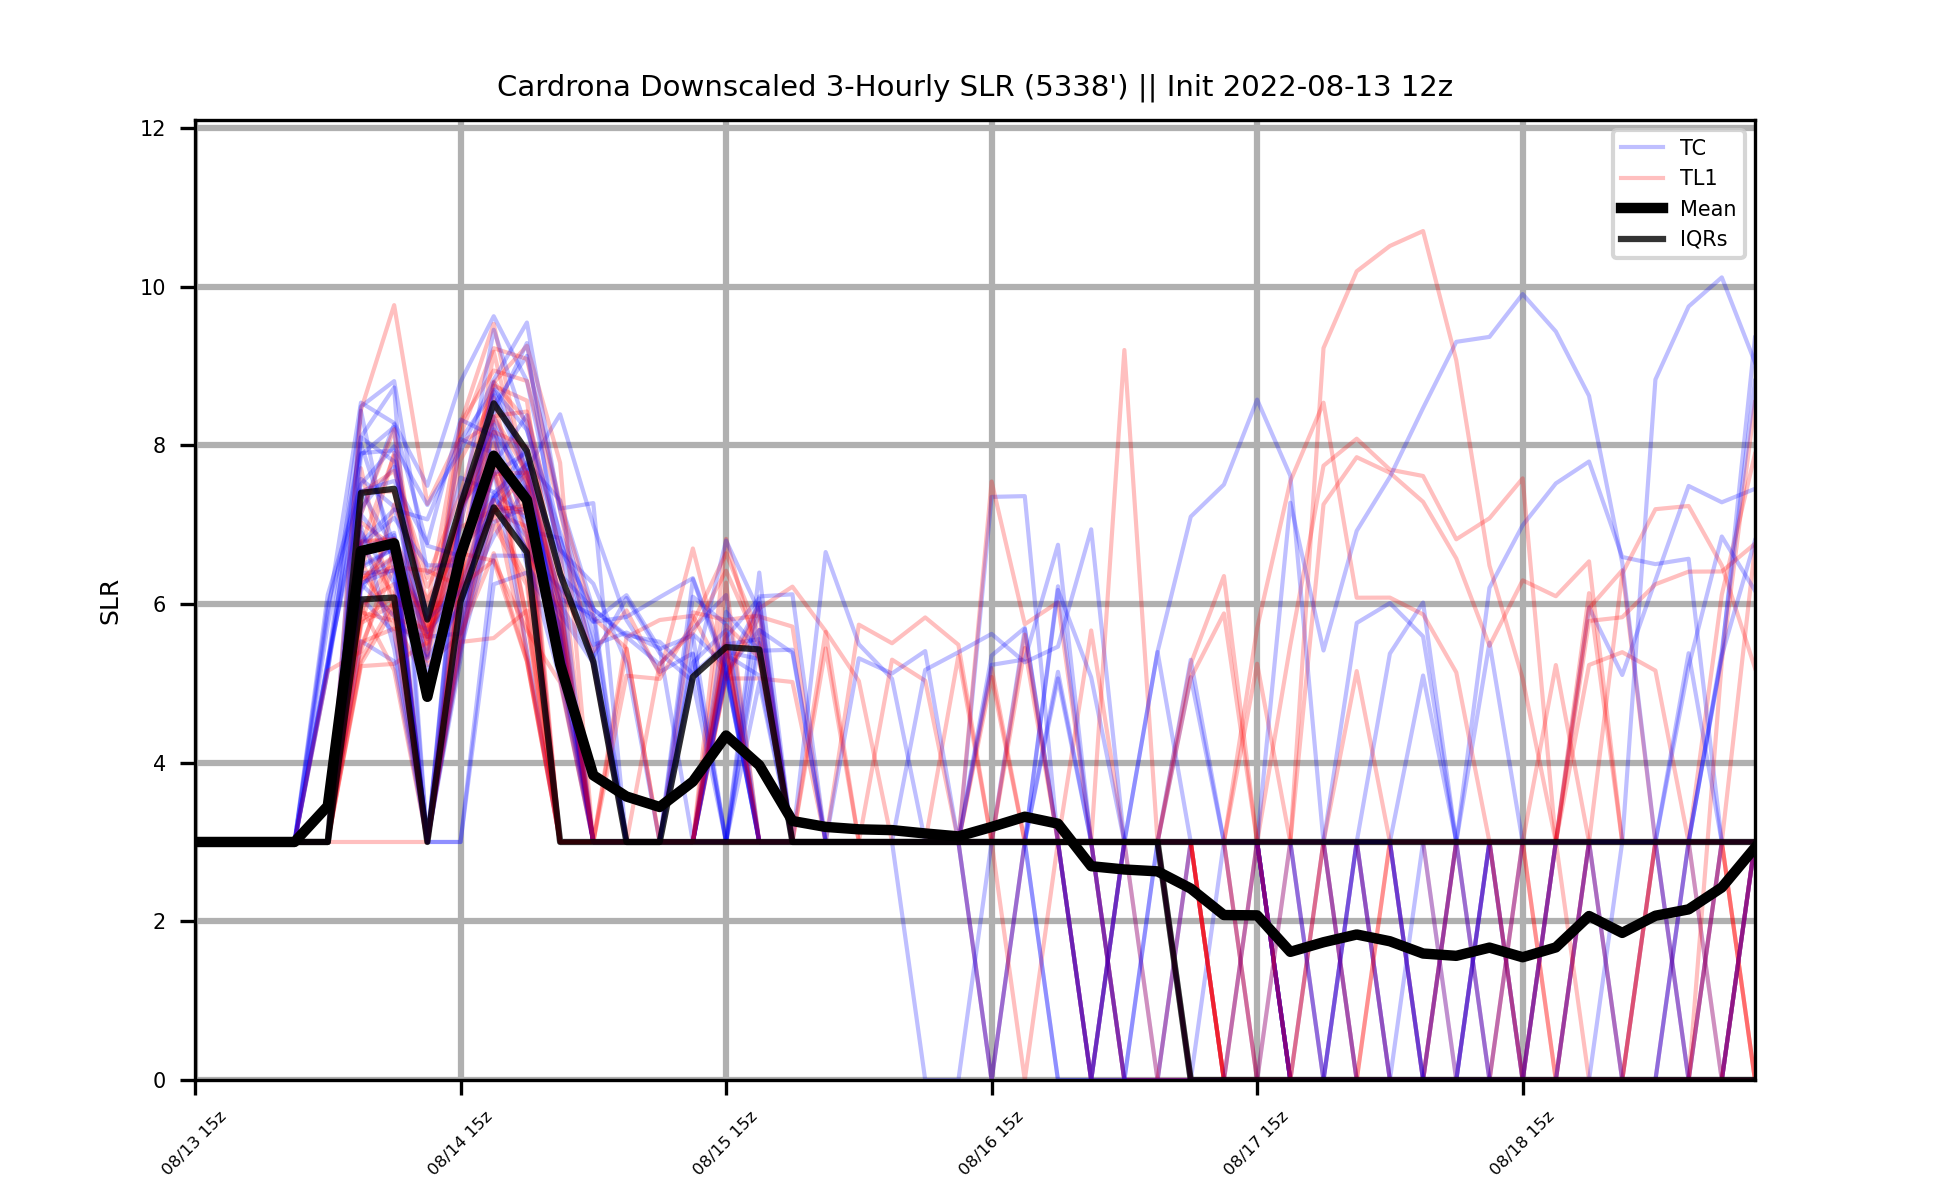 Cardrona Downscaled 3-Hourly SLR (5338') || Init 2022-08-13 12z
12
10
8
6
4
2
0
SLR
TC
TL1
Mean
IQRs
08/13 15z
08/14 15z
08/15 15z
08/16 15z
08/17 15z
08/18 15z